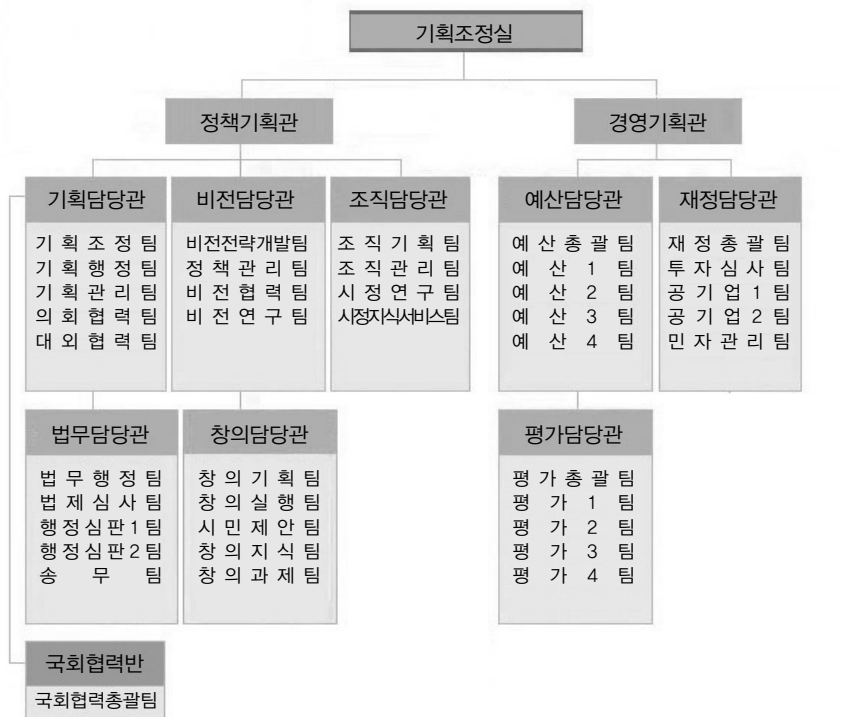 기획조정실
정책기획관
경영기획관
기획담당관
기획조정팀
기획행정팀
기획관리팀
의회협력팀
대외협력팀
비전담당관
비전전략개발팀
정책관리팀
비전협력팀
비전연구팀
조직담당관
조직기획팀
조직관리팀
시정연구팀
시정지식서비스팀
예산담당관
예산총괄팀
예산1팀
예산2팀
예산3팀
예산4팀
재정담당관
재정총괄팀
투자심사팀
공기업1팀
공기업2팀
민자관리팀
법무담당관
법무행정팀
법제심사팀
행정심판1팀
행정심판2팀
송무팀
창의담당관
창의기획팀
창의실행팀
시민제안팀
창의지식팀
창의과제팀
평가담당관
평가총괄팀
평가1팀
평가2팀
평가3팀
평가4팀
국회협력반
국회협력총괄팀